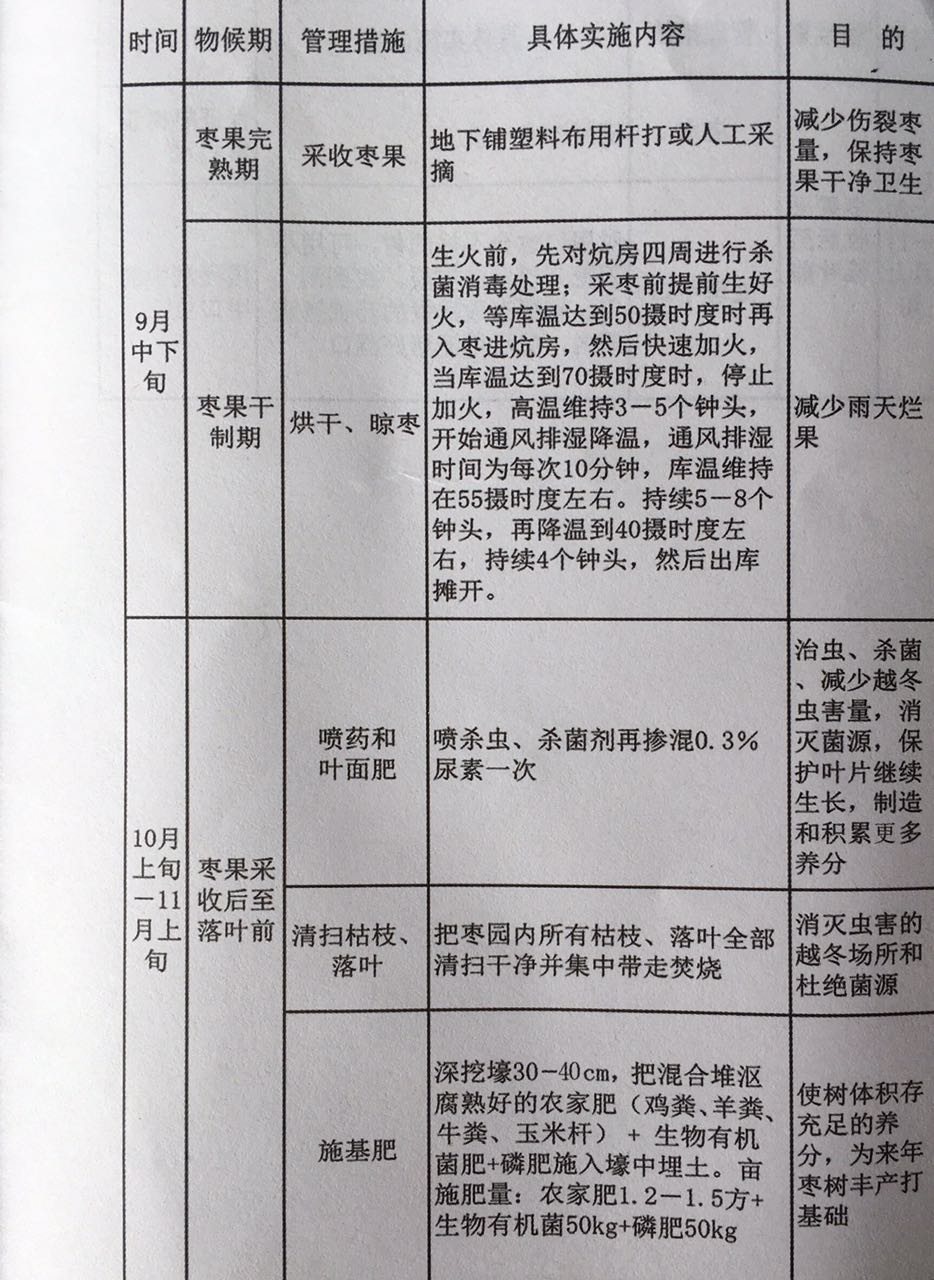 时间 物候期 管理措施 具体实施内容 目 的
9月
中下
旬
枣果完
熟期
采收枣果
地下铺塑料布用杆打或人工采
摘
减少伤裂枣
量，保持枣
果干净卫生
枣果干
制期
烘干、晾枣
生火前，先对炕房四周进行杀
菌消毒处理；采枣前提前生好
火，等库温达到50摄时度时再
入枣进炕房，然后快速加火，
当库温达到70摄时度时，停止
加火，高温维持3－5个钟头，
开始通风排湿降温，通风排湿
时间为每次10分钟，库温维持
在55摄时度左右。持续5－8个
钟头，再降温到40摄时度左
右，持续4个钟头，然后出库
摊开。
减少雨天烂
果
10月
上旬
－11
月上
旬
枣果采
收后至
落叶前
喷药和
叶面肥
喷杀虫、杀菌剂再掺混0.3%
尿素一次
治虫、杀菌
、减少越冬
虫害量，消
灭菌源，保
护叶片继续
生长，制造
和积累更多
养分
清扫枯枝、
落叶
把枣园内所有枯枝、落叶全部
清扫干净并集中带走焚烧
消灭虫害的
越冬场所和
杜绝菌源
施基肥
深挖壕30－40cm，把混合堆沤
腐熟好的农家肥（鸡粪、羊粪、
牛粪、玉米杆）+ 生物有机
菌肥+磷肥施入壕中埋土。亩
施肥量：农家肥1.2－1.5方+
生物有机菌50kg+磷肥50kg
使树体积存
充足的养
分，为来年
枣树丰产打
基础